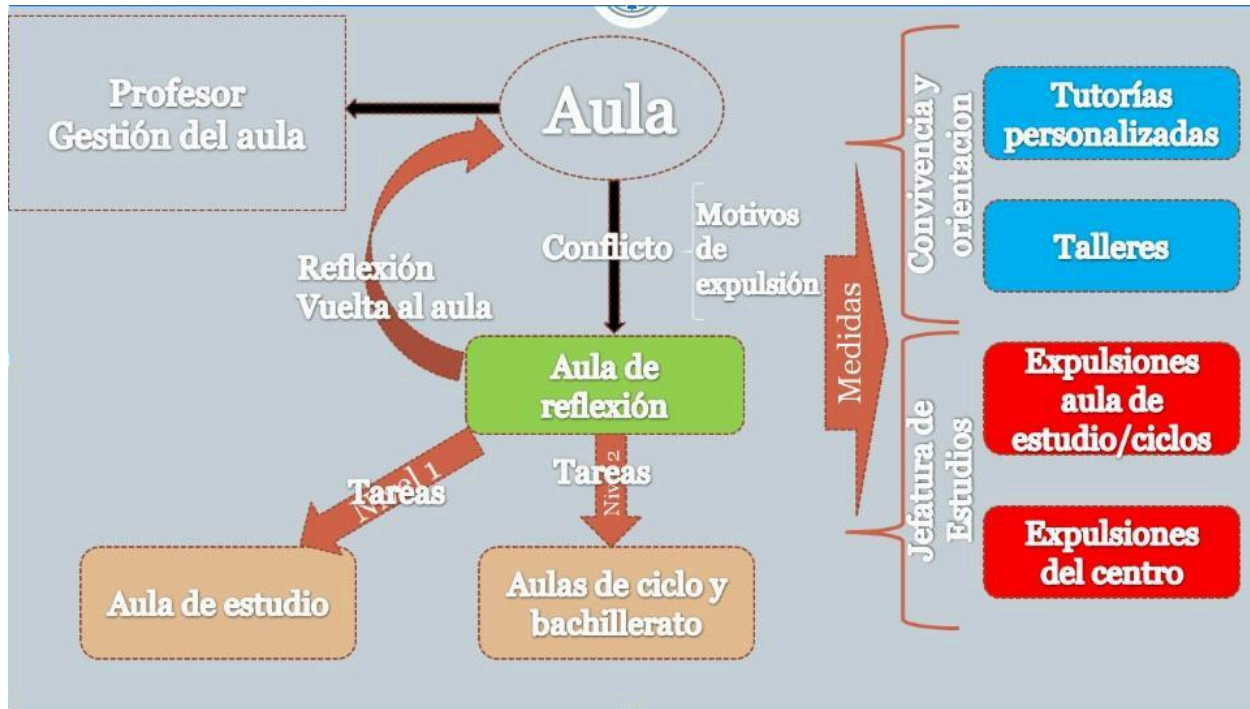 Profesor
Gestión del aula
Aula
Conflicto
Motivos
de
expulsión
Reflexión
Vuelta al aula
Aula de
reflexión
Nivel 1
Tareas
Tareas
2
Aula de estudio
Aulas de ciclo y
bachillerato
Medidas
Convivencia y
orientacion
Tutorías
personalizadas
Talleres
Jefatura de
Estudios
Expulsiones
aula de
estudio/ciclos
Expulsiones
del centro